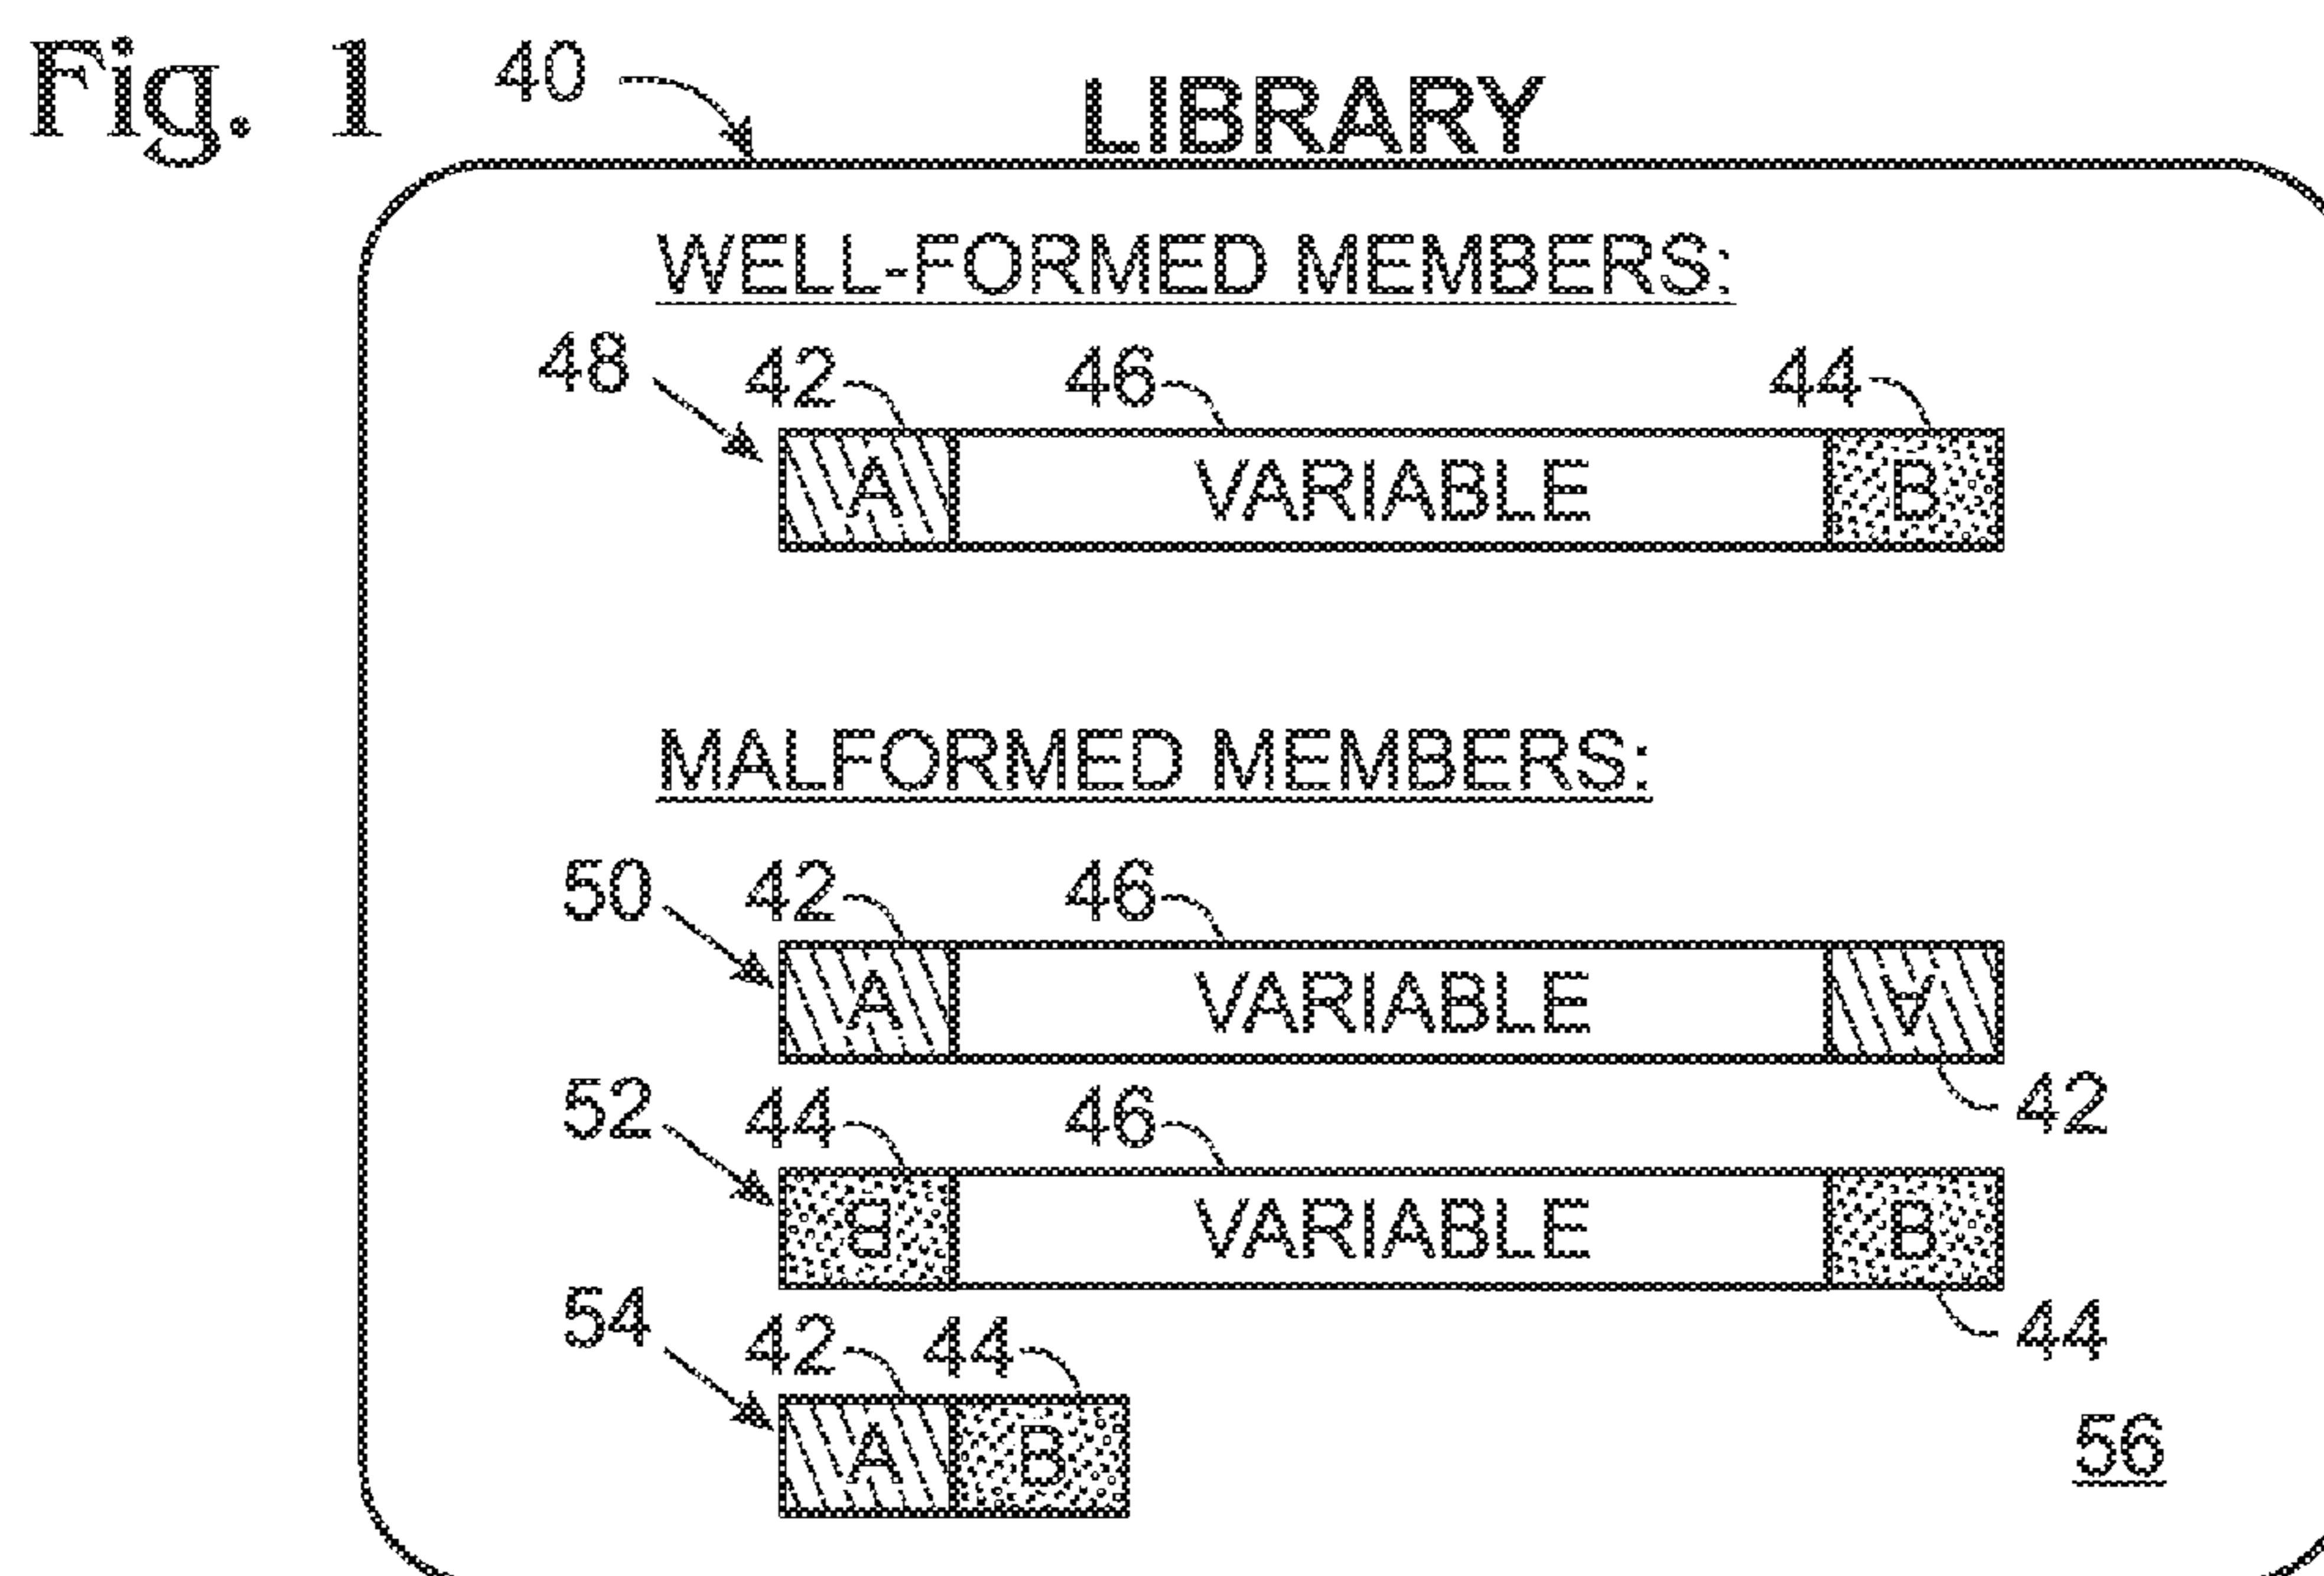 Fig. 1 40 LIBRARY
WELL-FORMED MEMBERS:
48 42 46 44
A VARIABLE B
MALFORMED MEMBERS:
50 42 46
A VARIABLE A
42
52 44 46
B VARIABLE B
44
54 42 44
A B
56